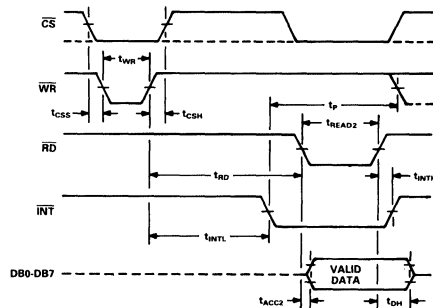 CS
tWR
WR
tCSS
tCSH
tP
tREAD2
RD
tRD
tINTH
INT
tINTL
DB0-DB7
VALID
DATA
tACC2
tDH